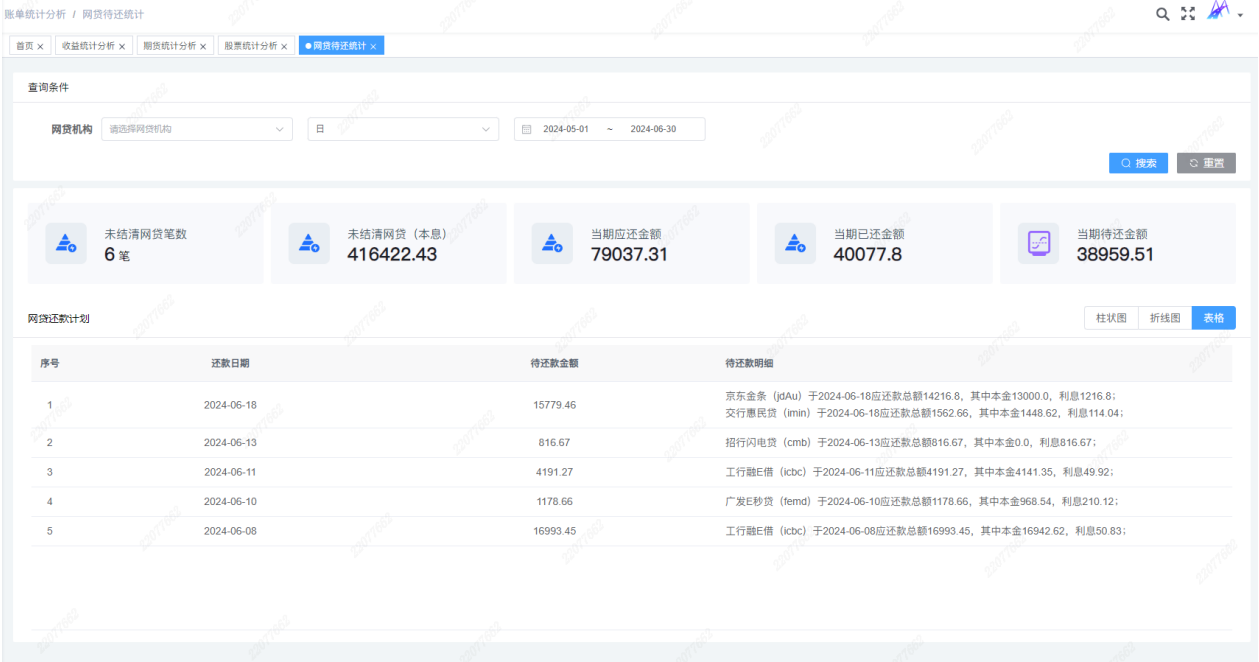 账单统计分析 / 网贷待还统计
首页 ×
收益统计分析 ×
期货统计分析 ×
股票统计分析 ×
网贷待还统计 ×
查询条件
网贷机构 请选择网贷机构 日 2024-05-01 ~ 2024-06-30
搜索 重置
未结清网贷笔数
6 笔
未结清网贷（本息）
416422.43
当期应还金额
79037.31
当期已还金额
40077.8
当期待还金额
38959.51
网贷还款计划 柱状图 折线图 表格
序号 还款日期 待还款金额 待还款明细
1 2024-06-18 15779.46 京东金条（jdAu）于2024-06-18应还款总额14216.8，其中本金13000.0，利息1216.8；
交行惠民贷（imin）于2024-06-18应还款总额1562.66，其中本金1448.62，利息114.04；
2 2024-06-13 816.67 招行闪电贷（cmb）于2024-06-13应还款总额816.67，其中本金0.0，利息816.67；
3 2024-06-11 4191.27 工行融E借（icbc）于2024-06-11应还款总额4191.27，其中本金4141.35，利息49.92；
4 2024-06-10 1178.66 广发E秒贷（femd）于2024-06-10应还款总额1178.66，其中本金968.54，利息210.12；
5 2024-06-08 16993.45 工行融E借（icbc）于2024-06-08应还款总额16993.45，其中本金16942.62，利息50.83；
22077662